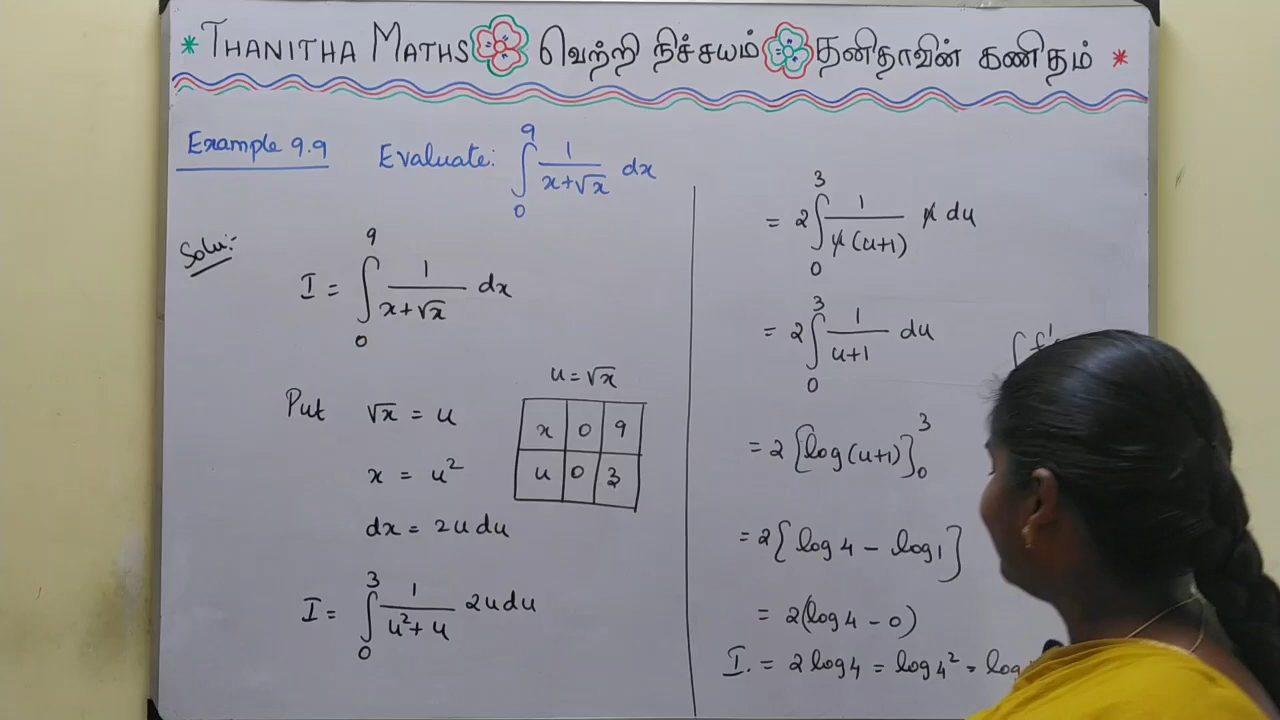 * THANITHA MATHS வெற்றி நிச்சயம் தனிதாவின் கணிதம் *
Example 9.9 Evaluate: ∫₀⁹ 1/(x+√x) dx
Solu:-
I = ∫₀⁹ 1/(x+√x) dx
Put √x = u
x = u²
dx = 2u du
u = √x
x 0 9
u 0 3
I = ∫₀³ 1/(u²+u) 2u du
= 2∫₀³ 1/(u(u+1)) u du
= 2∫₀³ 1/(u+1) du
= 2[log(u+1)]₀³
= 2[log 4 - log 1]
= 2(log 4 - 0)
I. = 2 log 4 = log 4² = log